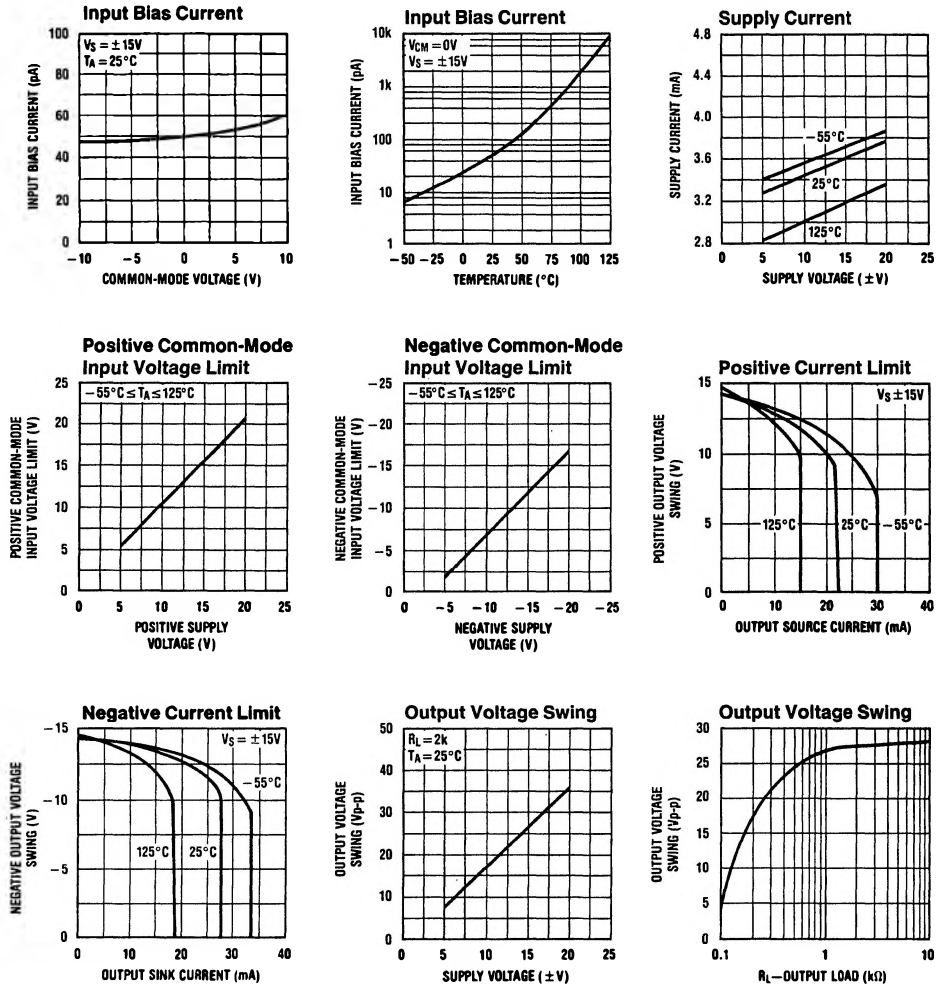 Input Bias Current
100
80
60
40
20
0
VS = ±15V
TA = 25°C
INPUT BIAS CURRENT (pA)
−10 −5 0 5 10
COMMON-MODE VOLTAGE (V)
Input Bias Current
10k
1k
100
10
1
VCM = 0V
VS = ±15V
INPUT BIAS CURRENT (pA)
−50 −25 0 25 50 75 100 125
TEMPERATURE (°C)
Supply Current
4.8
4.4
4.0
3.6
3.2
2.8
−55°C
25°C
125°C
SUPPLY CURRENT (mA)
0 5 10 15 20 25
SUPPLY VOLTAGE (±V)
Positive Common-Mode
Input Voltage Limit
25
20
15
10
5
0
−55°C ≤ TA ≤ 125°C
POSITIVE COMMON-MODE
INPUT VOLTAGE LIMIT (V)
0 5 10 15 20 25
POSITIVE SUPPLY
VOLTAGE (V)
Negative Common-Mode
Input Voltage Limit
−25
−20
−15
−10
−5
0
−55°C ≤ TA ≤ 125°C
NEGATIVE COMMON-MODE
INPUT VOLTAGE LIMIT (V)
0 −5 −10 −15 −20 −25
NEGATIVE SUPPLY
VOLTAGE (V)
Positive Current Limit
15
10
5
0
VS ±15V
125°C 25°C −55°C
POSITIVE OUTPUT VOLTAGE
SWING (V)
0 10 20 30 40
OUTPUT SOURCE CURRENT (mA)
Negative Current Limit
−15
−10
−5
0
VS = ±15V
−55°C
125°C 25°C
NEGATIVE OUTPUT VOLTAGE
SWING (V)
0 10 20 30 40
OUTPUT SINK CURRENT (mA)
Output Voltage Swing
50
40
30
20
10
0
RL = 2k
TA = 25°C
OUTPUT VOLTAGE
SWING (Vp-p)
0 5 10 15 20 25
SUPPLY VOLTAGE (±V)
Output Voltage Swing
30
25
20
15
10
5
0
OUTPUT VOLTAGE
SWING (Vp-p)
0.1 1 10
RL—OUTPUT LOAD (kΩ)